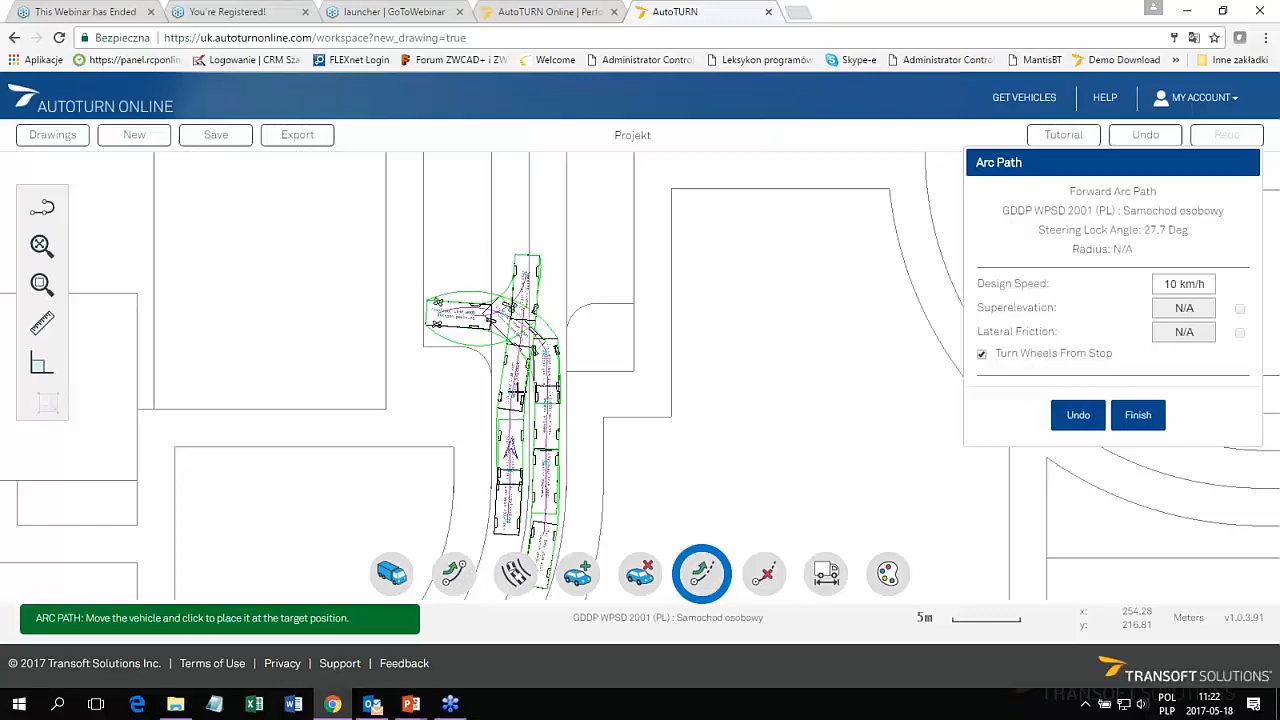 This Webinar has Ended
You're Registered!
launcher | GoToWebinar
AutoTURN Online | Perfo
AutoTURN
Bezpieczna
https://uk.autoturnonline.com/workspace?new_drawing=true
Aplikacje
https://panel.rcponlin
Logowanie | CRM Sza
FLEXnet Login
Forum ZWCAD+ i ZW
Welcome
Administrator Contro
Leksykon programów
Skype-e
Administrator Contro
MantisBT
Demo Download
»
Inne zakładki
AUTOTURN ONLINE
GET VEHICLES
HELP
MY ACCOUNT
Drawings
New
Save
Export
Projekt
Tutorial
Undo
Redo
Arc Path
Forward Arc Path
GDDP WPSD 2001 (PL) : Samochod osobowy
Steering Lock Angle: 27.7 Deg
Radius: N/A
Design Speed:
10 km/h
Superelevation:
N/A
Lateral Friction:
N/A
Turn Wheels From Stop
Undo
Finish
ARC PATH: Move the vehicle and click to place it at the target position.
GDDP WPSD 2001 (PL) : Samochod osobowy
5m
x:
254.28
y:
216.81
Meters
v1.0.3.91
© 2017 Transoft Solutions Inc.
Terms of Use
Privacy
Support
Feedback
TRANSOFT SOLUTIONS
POL
PLP
11:22
2017-05-18